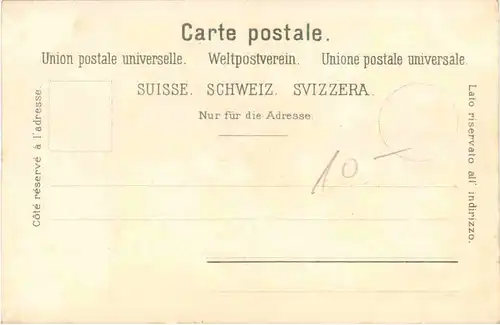 Carte postale.
Union postale universelle. Weltpostverein. Unione postale universale.
SUISSE. SCHWEIZ. SVIZZERA.
Nur für die Adresse
Côté réservé à l'adresse.
Lato riservato all' indirizzo.
10.-